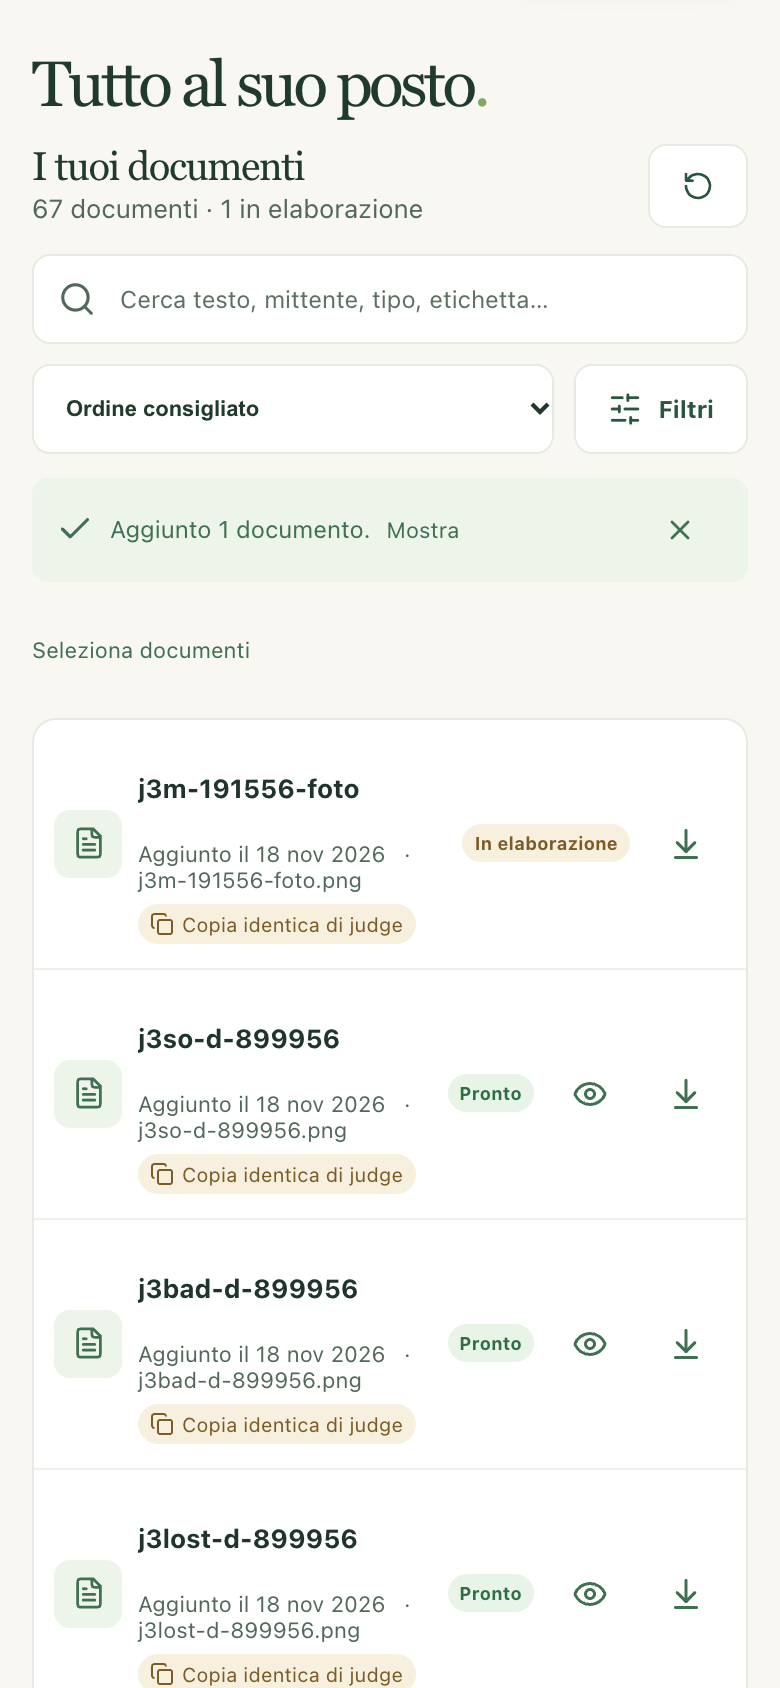 Tutto al suo posto.
I tuoi documenti
67 documenti · 1 in elaborazione
Cerca testo, mittente, tipo, etichetta...
Ordine consigliato
Filtri
Aggiunto 1 documento. Mostra
Seleziona documenti
j3m-191556-foto
Aggiunto il 18 nov 2026 ·
j3m-191556-foto.png
Copia identica di judge
In elaborazione
j3so-d-899956
Aggiunto il 18 nov 2026 ·
j3so-d-899956.png
Copia identica di judge
Pronto
j3bad-d-899956
Aggiunto il 18 nov 2026 ·
j3bad-d-899956.png
Copia identica di judge
Pronto
j3lost-d-899956
Aggiunto il 18 nov 2026 ·
j3lost-d-899956.png
Copia identica di judge
Pronto